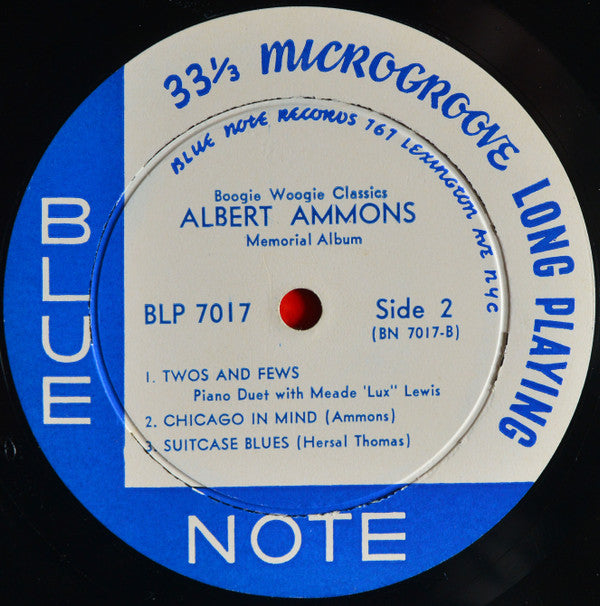 33⅓ MICROGROOVE LONG PLAYING
BLUE NOTE RECORDS 767 LEXINGTON AVE NYC
Boogie Woogie Classics
ALBERT AMMONS
Memorial Album
BLP 7017
Side 2
(BN 7017-B)
1. TWOS AND FEWS
Piano Duet with Meade 'Lux" Lewis
2. CHICAGO IN MIND (Ammons)
3. SUITCASE BLUES (Hersal Thomas)
BLUE
NOTE